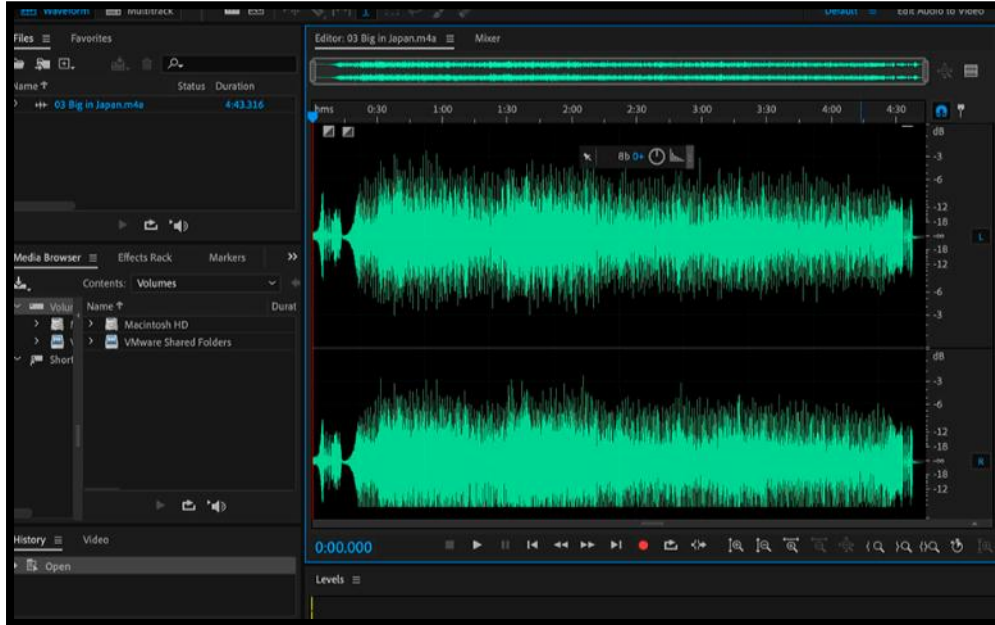 Waveform Multitrack Default Edit Audio to Video
Files Favorites
Editor: 03 Big in Japan.m4a Mixer
Name Status Duration
03 Big in Japan.m4a 4:43.316
hms 0:30 1:00 1:30 2:00 2:30 3:00 3:30 4:00 4:30
dB
-3
-6
-12
-18
-∞
-18
-12
-6
-3
L
dB
-3
-6
-12
-18
-∞
-18
-12
R
Media Browser Effects Rack Markers
Contents: Volumes
Name Durat
Macintosh HD
VMware Shared Folders
Short
History Video
Open
0:00.000
Levels